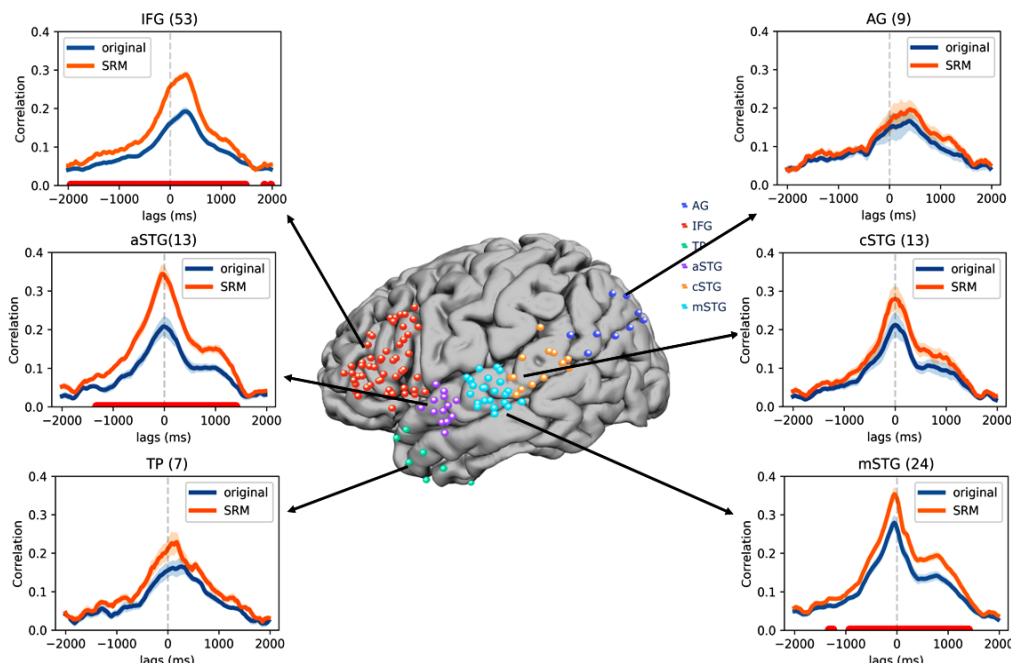 IFG (53)
0.4
0.3
0.2
0.1
0.0
Correlation
original
SRM
−2000 −1000 0 1000 2000
lags (ms)
AG (9)
0.4
0.3
0.2
0.1
0.0
Correlation
original
SRM
−2000 −1000 0 1000 2000
lags (ms)
AG
IFG
TP
aSTG
cSTG
mSTG
aSTG(13)
0.4
0.3
0.2
0.1
0.0
Correlation
original
SRM
−2000 −1000 0 1000 2000
lags (ms)
cSTG (13)
0.4
0.3
0.2
0.1
0.0
Correlation
original
SRM
−2000 −1000 0 1000 2000
lags (ms)
TP (7)
0.4
0.3
0.2
0.1
0.0
Correlation
original
SRM
−2000 −1000 0 1000 2000
lags (ms)
mSTG (24)
0.4
0.3
0.2
0.1
0.0
Correlation
original
SRM
−2000 −1000 0 1000 2000
lags (ms)